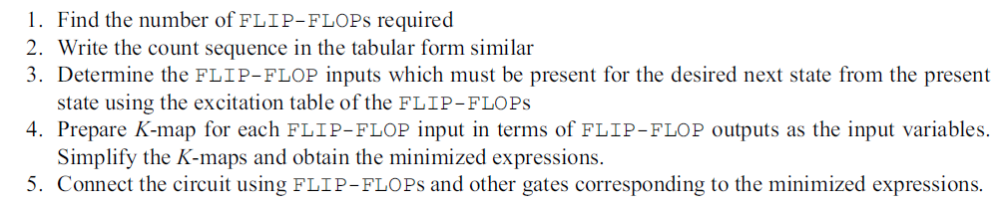 1. Find the number of FLIP-FLOPs required
2. Write the count sequence in the tabular form similar
3. Determine the FLIP-FLOP inputs which must be present for the desired next state from the present
state using the excitation table of the FLIP-FLOPs
4. Prepare K-map for each FLIP-FLOP input in terms of FLIP-FLOP outputs as the input variables.
Simplify the K-maps and obtain the minimized expressions.
5. Connect the circuit using FLIP-FLOPs and other gates corresponding to the minimized expressions.